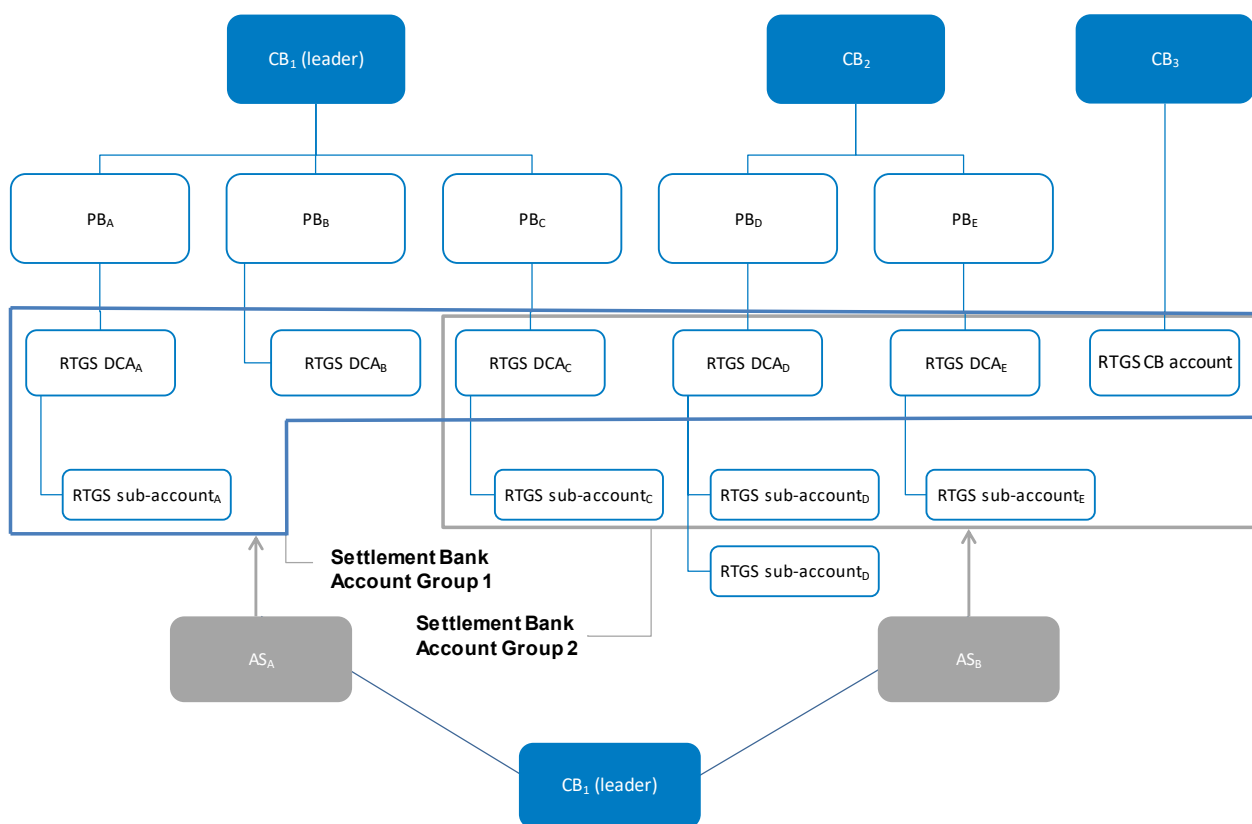 CB₁ (leader)
CB₂
CB₃
PB_A
PB_B
PB_C
PB_D
PB_E
RTGS DCA_A
RTGS DCA_B
RTGS DCA_C
RTGS DCA_D
RTGS DCA_E
RTGS CB account
RTGS sub-account_A
RTGS sub-account_C
RTGS sub-account_D
RTGS sub-account_E
Settlement Bank
Account Group 1
RTGS sub-account_D
Settlement Bank
Account Group 2
AS_A
AS_B
CB₁ (leader)